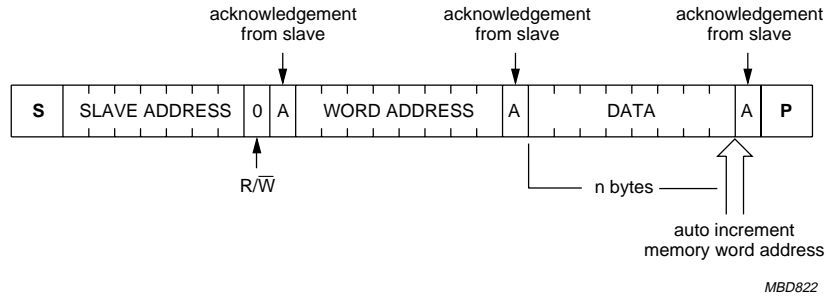 acknowledgement acknowledgement acknowledgement
from slave from slave from slave
S SLAVE ADDRESS 0 A WORD ADDRESS A DATA A P
R/W̅ n bytes
auto increment
memory word address
MBD822